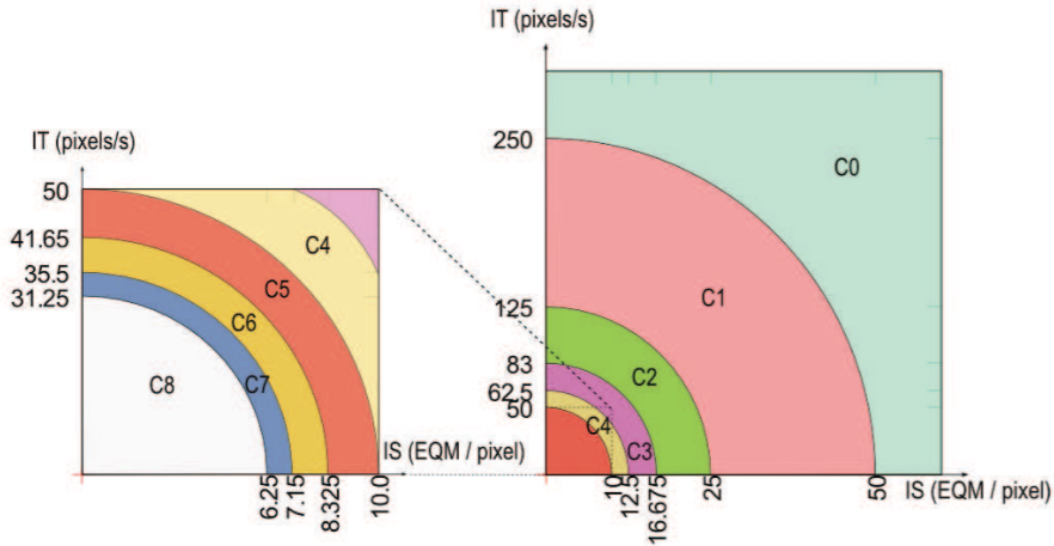 IT (pixels/s)
50
41.65
35.5
31.25
C4
C5
C6
C7
C8
IS (EQM / pixel)
6.25
7.15
8.325
10.0
IT (pixels/s)
250
125
83
62.5
50
C0
C1
C2
C3
C4
10
12.5
16.675
25
50
IS (EQM / pixel)